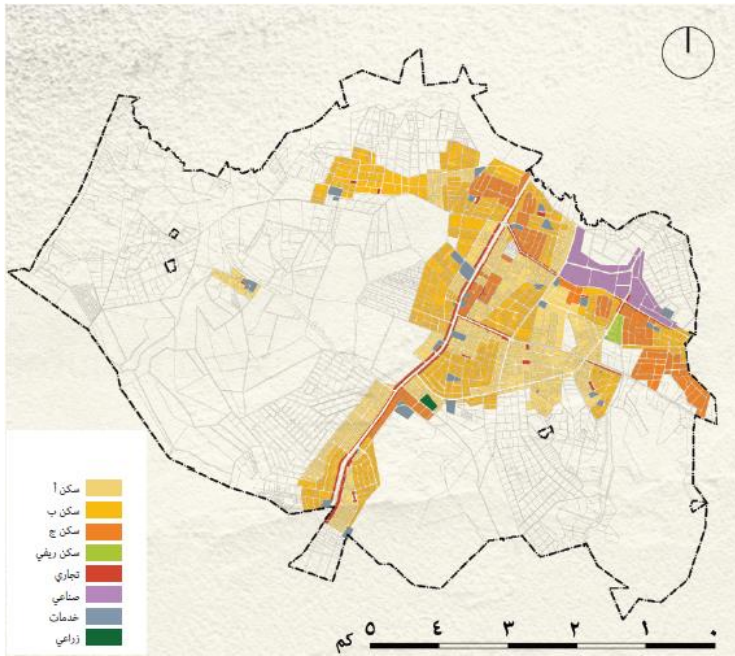 سكن أ
سكن ب
سكن ج
سكن ريفي
تجاري
صناعي
خدمات
زراعي
٠ ١ ٢ ٣ ٤ ٥ كم